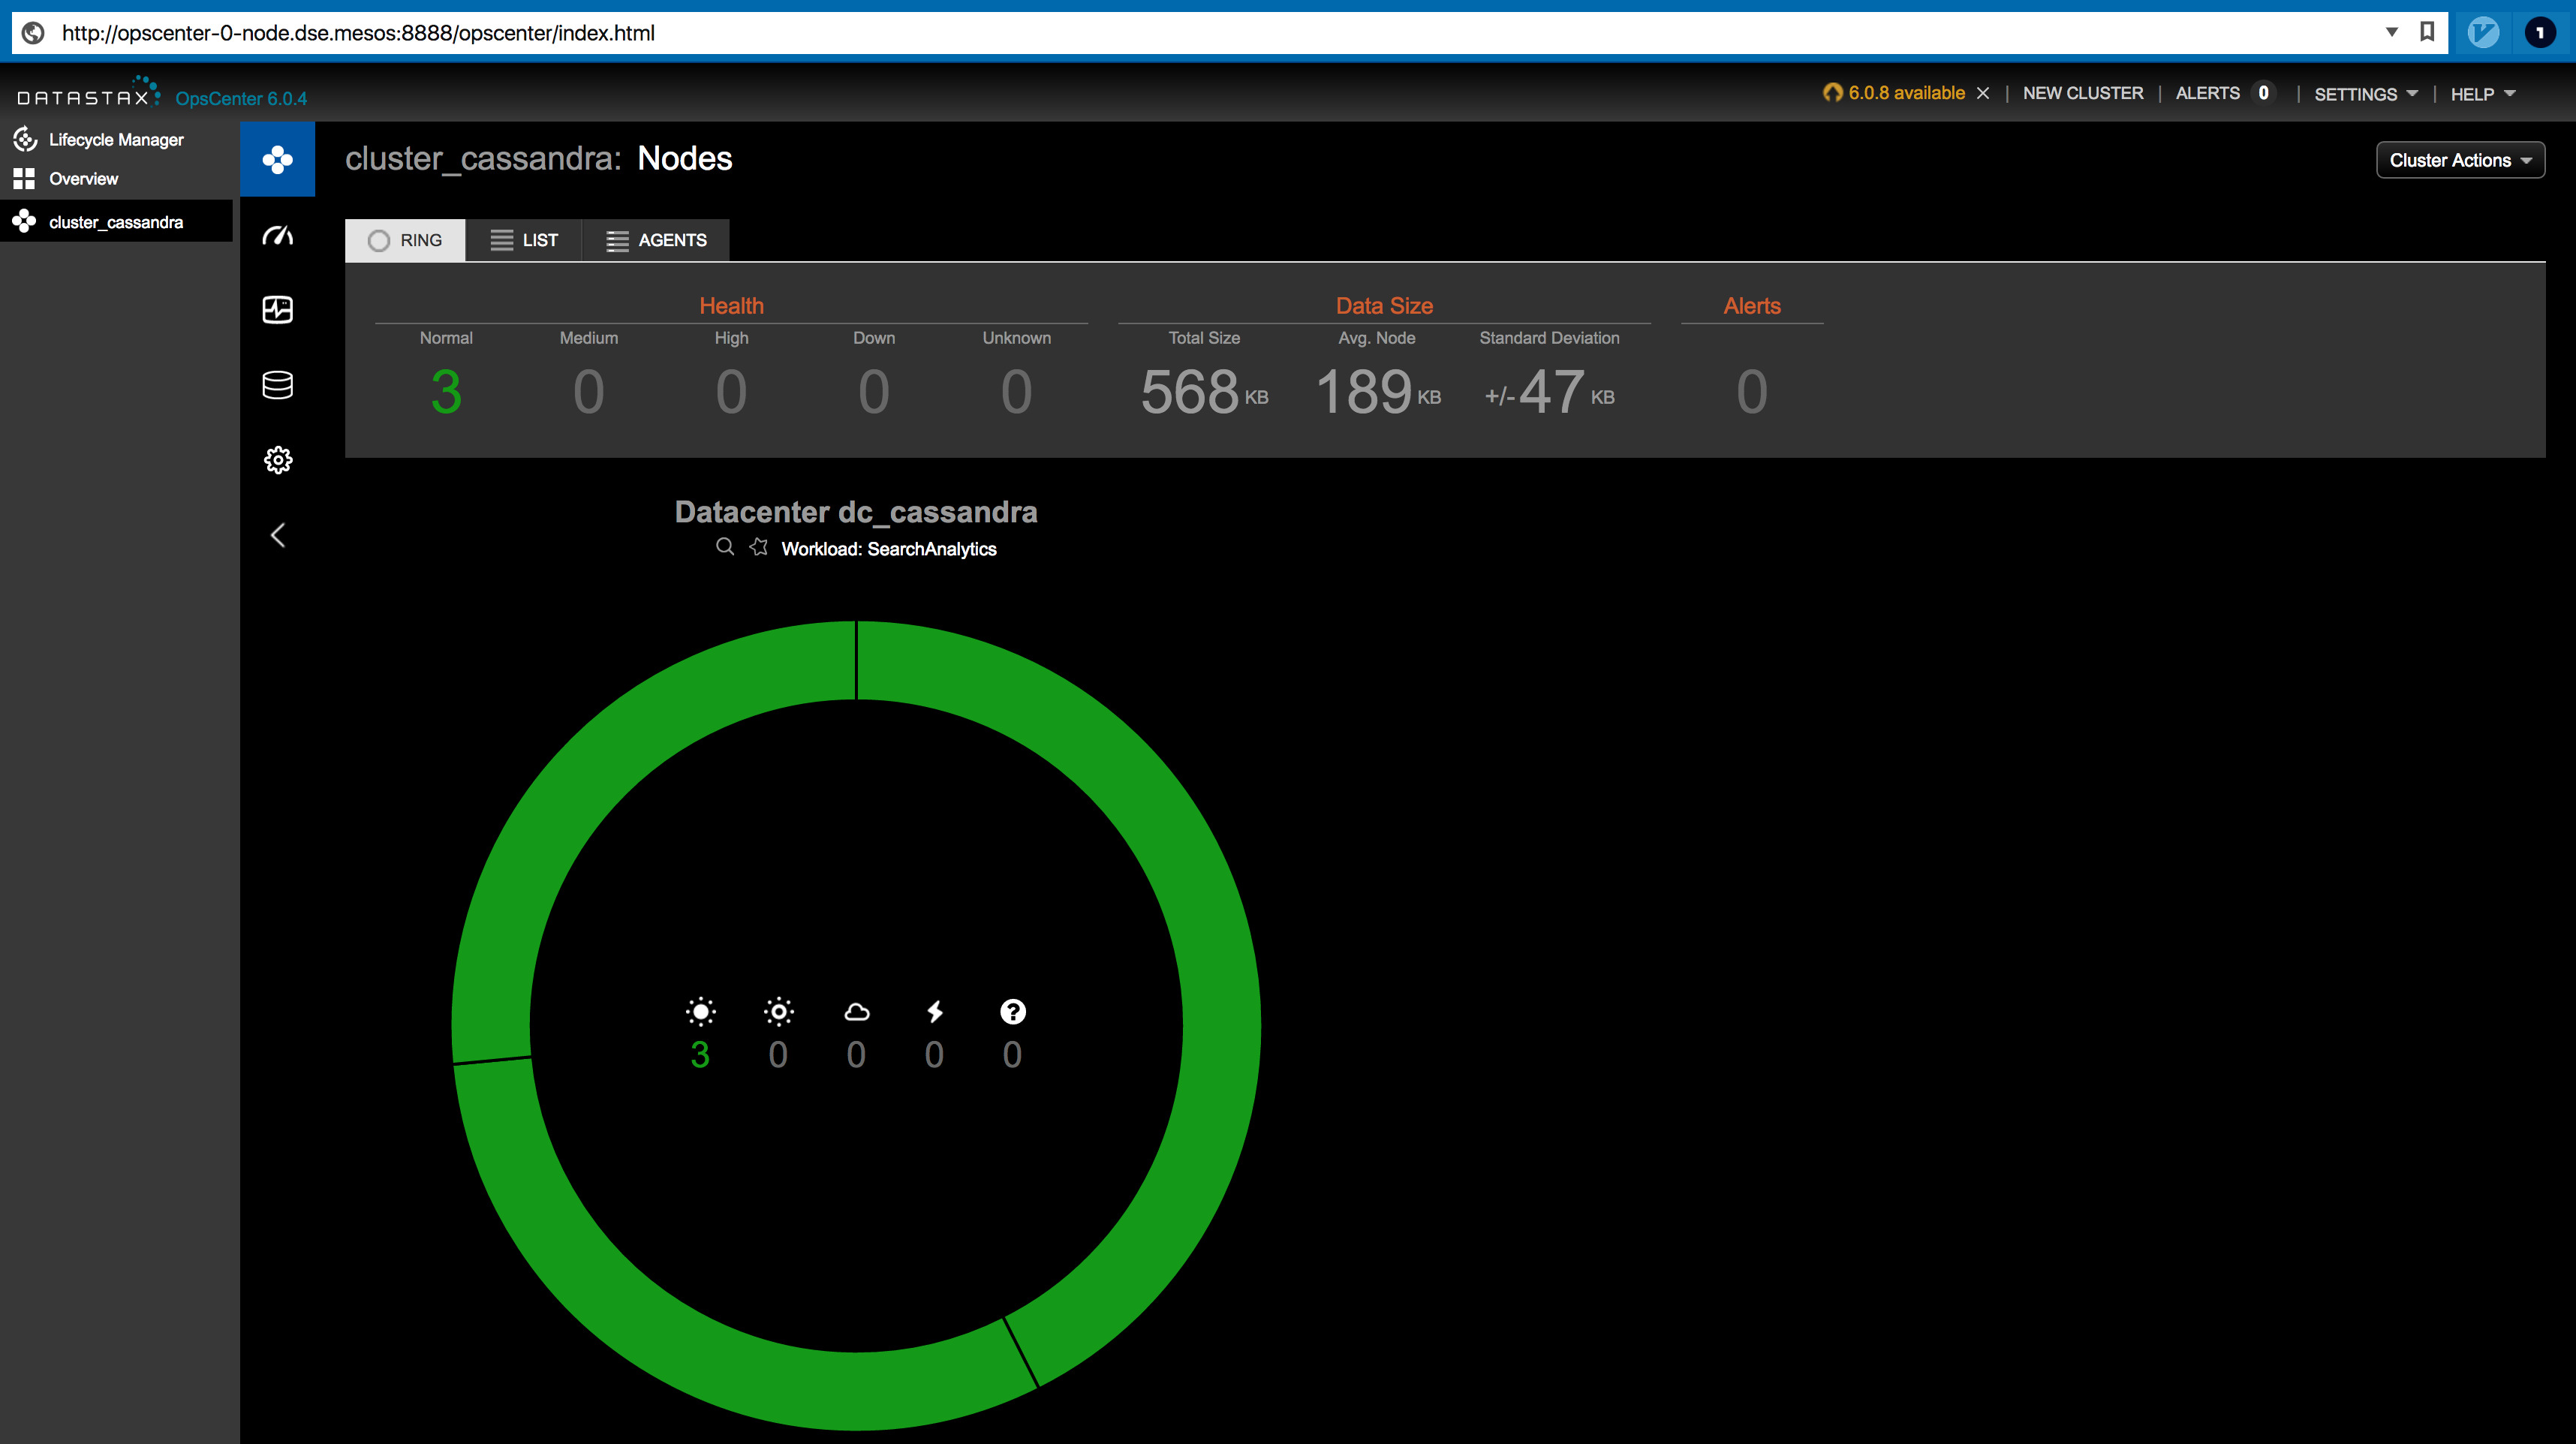 http://opscenter-0-node.dse.mesos:8888/opscenter/index.html
1
DATASTAX OpsCenter 6.0.4
6.0.8 available | NEW CLUSTER | ALERTS 0 | SETTINGS | HELP
Lifecycle Manager
Overview
cluster_cassandra
cluster_cassandra: Nodes
Cluster Actions
RING LIST AGENTS
Health Data Size Alerts
Normal Medium High Down Unknown Total Size Avg. Node Standard Deviation
3 0 0 0 0 568 KB 189 KB +/-47 KB 0
Datacenter dc_cassandra
Workload: SearchAnalytics
3 0 0 0 0